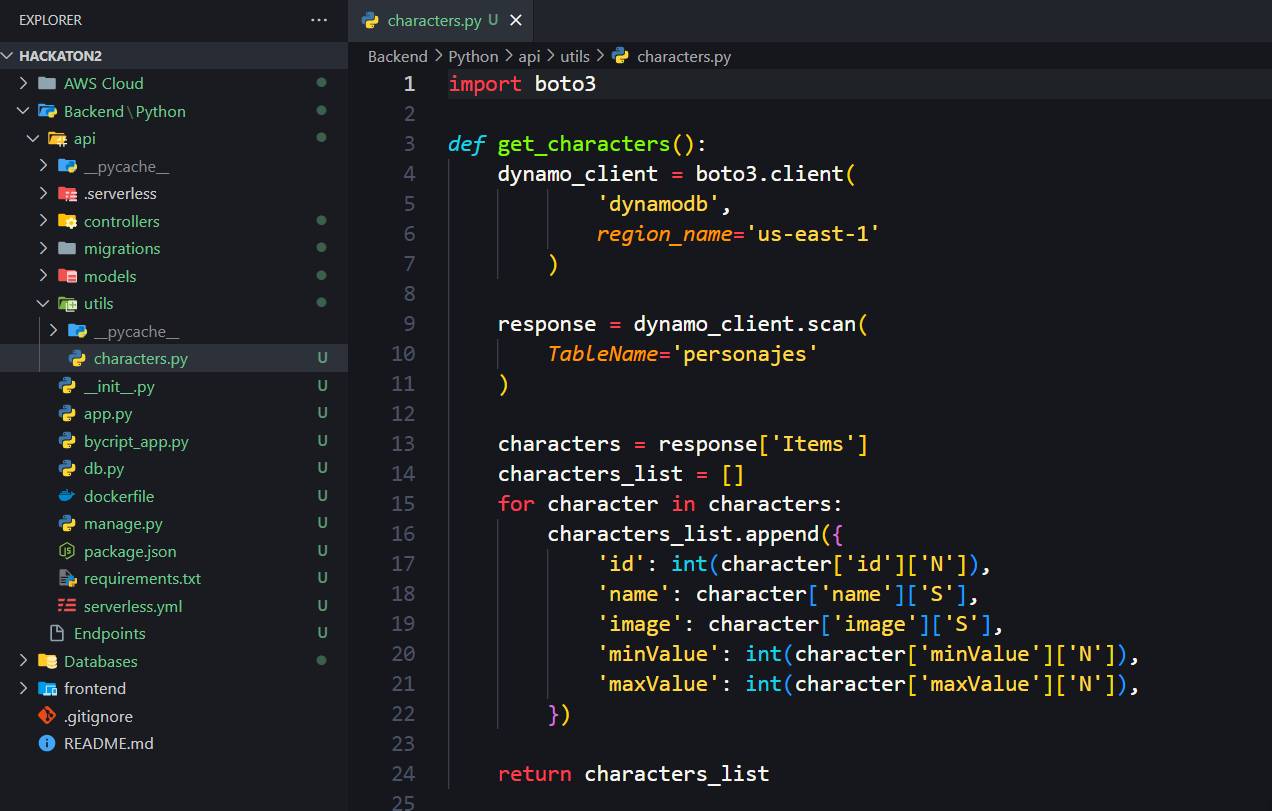 EXPLORER
HACKATON2
AWS Cloud
Backend\Python
api
__pycache__
.serverless
controllers
migrations
models
utils
__pycache__
characters.py U
__init__.py U
app.py U
bycript_app.py U
db.py U
dockerfile U
manage.py U
package.json U
requirements.txt U
serverless.yml U
Endpoints U
Databases
frontend
.gitignore
README.md
characters.py U
Backend > Python > api > utils > characters.py
1 import boto3
2
3 def get_characters():
4     dynamo_client = boto3.client(
5             'dynamodb',
6             region_name='us-east-1'
7         )
8
9     response = dynamo_client.scan(
10         TableName='personajes'
11     )
12
13     characters = response['Items']
14     characters_list = []
15     for character in characters:
16         characters_list.append({
17             'id': int(character['id']['N']),
18             'name': character['name']['S'],
19             'image': character['image']['S'],
20             'minValue': int(character['minValue']['N']),
21             'maxValue': int(character['maxValue']['N']),
22         })
23
24     return characters_list
25